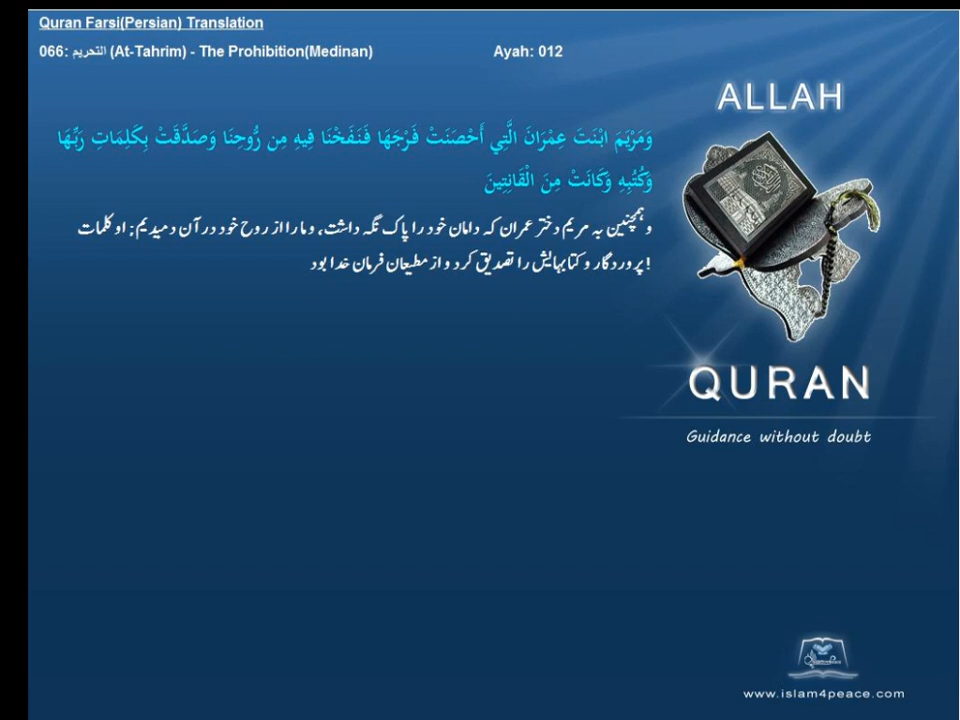 Quran Farsi(Persian) Translation
066: التحريم (At-Tahrim) - The Prohibition(Medinan) Ayah: 012
ALLAH
وَمَرْيَمَ ابْنَتَ عِمْرَانَ الَّتِي أَحْصَنَتْ فَرْجَهَا فَنَفَخْنَا فِيهِ مِن رُّوحِنَا وَصَدَّقَتْ بِكَلِمَاتِ رَبِّهَا
وَكُتُبِهِ وَكَانَتْ مِنَ الْقَانِتِينَ
و همچنین به مریم دختر عمران که دامان خود را پاک نگه داشت، و ما را از روح خود در آن دمیدیم: او کلمات
!پروردگار و کتابهایش را تصدیق کرد و از مطیعان فرمان خدا بود
QURAN
Guidance without doubt
www.islam4peace.com